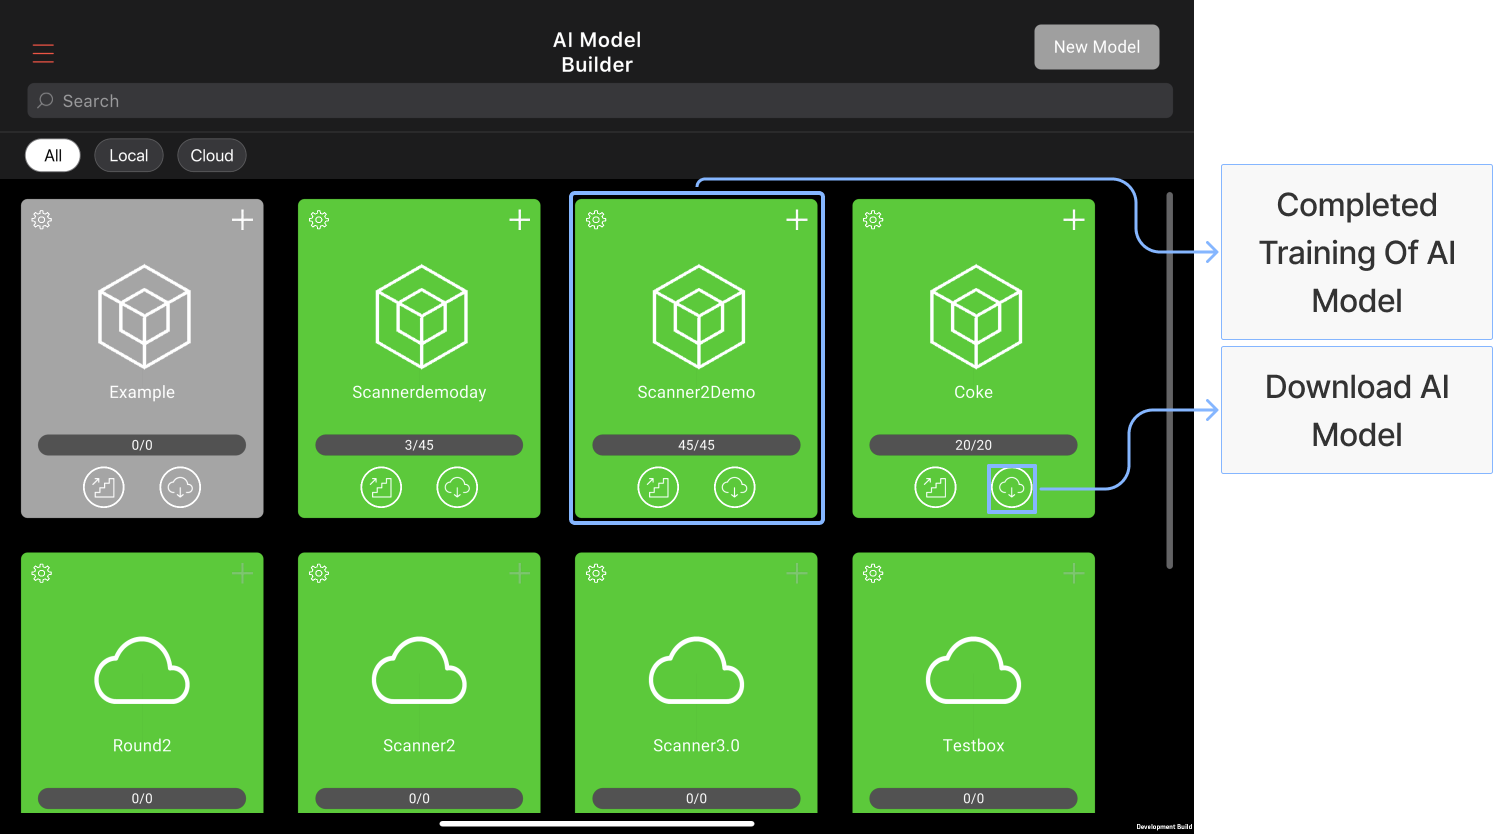 AI Model
Builder
New Model
Search
All
Local
Cloud
Example
0/0
Scannerdemoday
3/45
Scanner2Demo
45/45
Coke
20/20
Round2
0/0
Scanner2
0/0
Scanner3.0
0/0
Testbox
0/0
Development Build
Completed
Training Of AI
Model
Download AI
Model